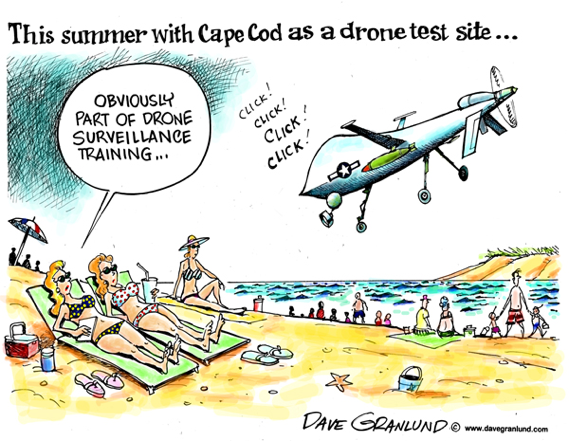 This summer with Cape Cod as a drone test site...
OBVIOUSLY
PART OF DRONE
SURVEILLANCE
TRAINING...
CLICK!
CLICK!
CLICK!
CLICK!
DAVE GRANLUND © www.davegranlund.com